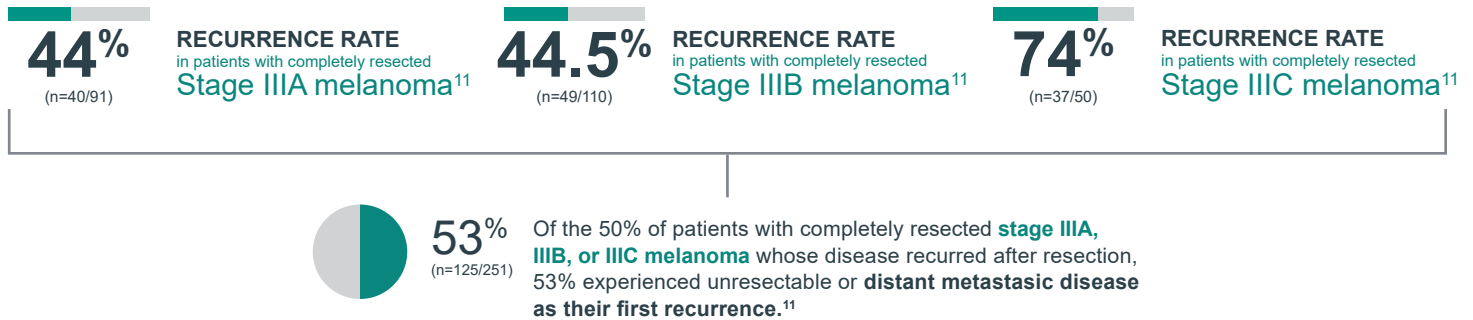 44%
(n=40/91)
RECURRENCE RATE
in patients with completely resected
Stage IIIA melanoma¹¹
44.5%
(n=49/110)
RECURRENCE RATE
in patients with completely resected
Stage IIIB melanoma¹¹
74%
(n=37/50)
RECURRENCE RATE
in patients with completely resected
Stage IIIC melanoma¹¹
53%
(n=125/251)
Of the 50% of patients with completely resected stage IIIA,
IIIB, or IIIC melanoma whose disease recurred after resection,
53% experienced unresectable or distant metastasic disease
as their first recurrence.¹¹